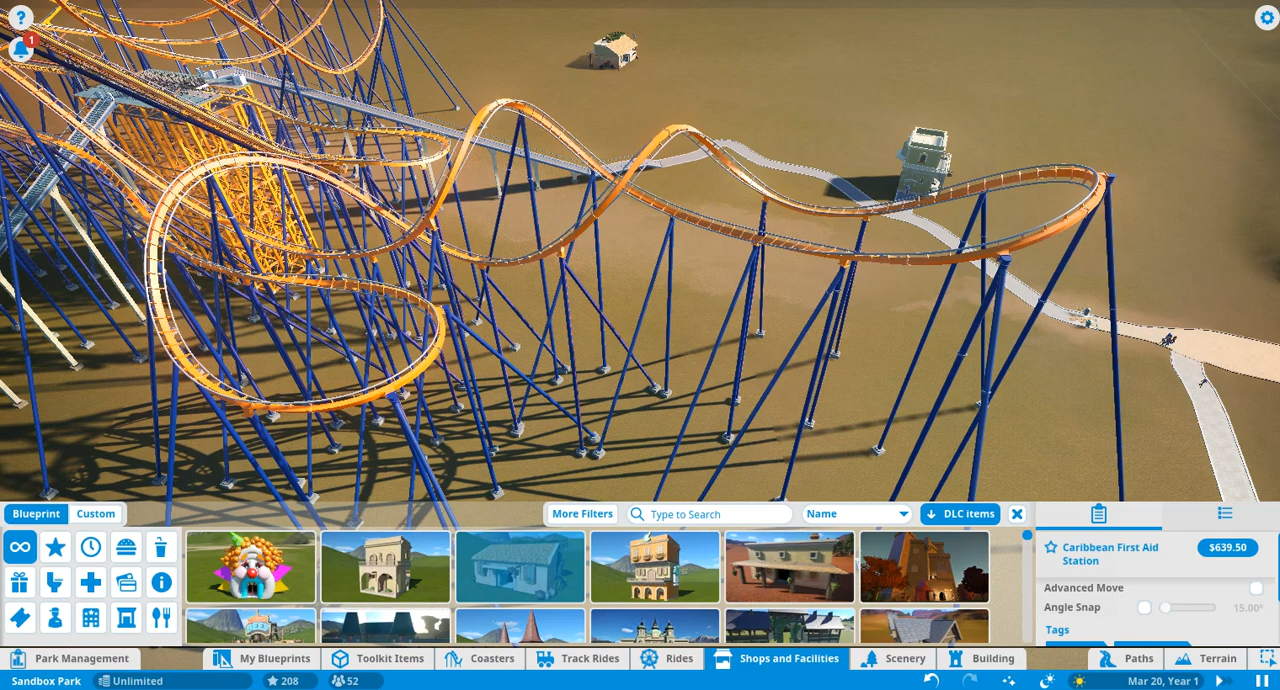 ?
1
Blueprint
Custom
More Filters
Type to Search
Name
DLC items
Caribbean First Aid
Station
$639.50
Advanced Move
Angle Snap
15.00°
Tags
Park Management
My Blueprints
Toolkit Items
Coasters
Track Rides
Rides
Shops and Facilities
Scenery
Building
Paths
Terrain
Sandbox Park
Unlimited
208
52
Mar 20, Year 1